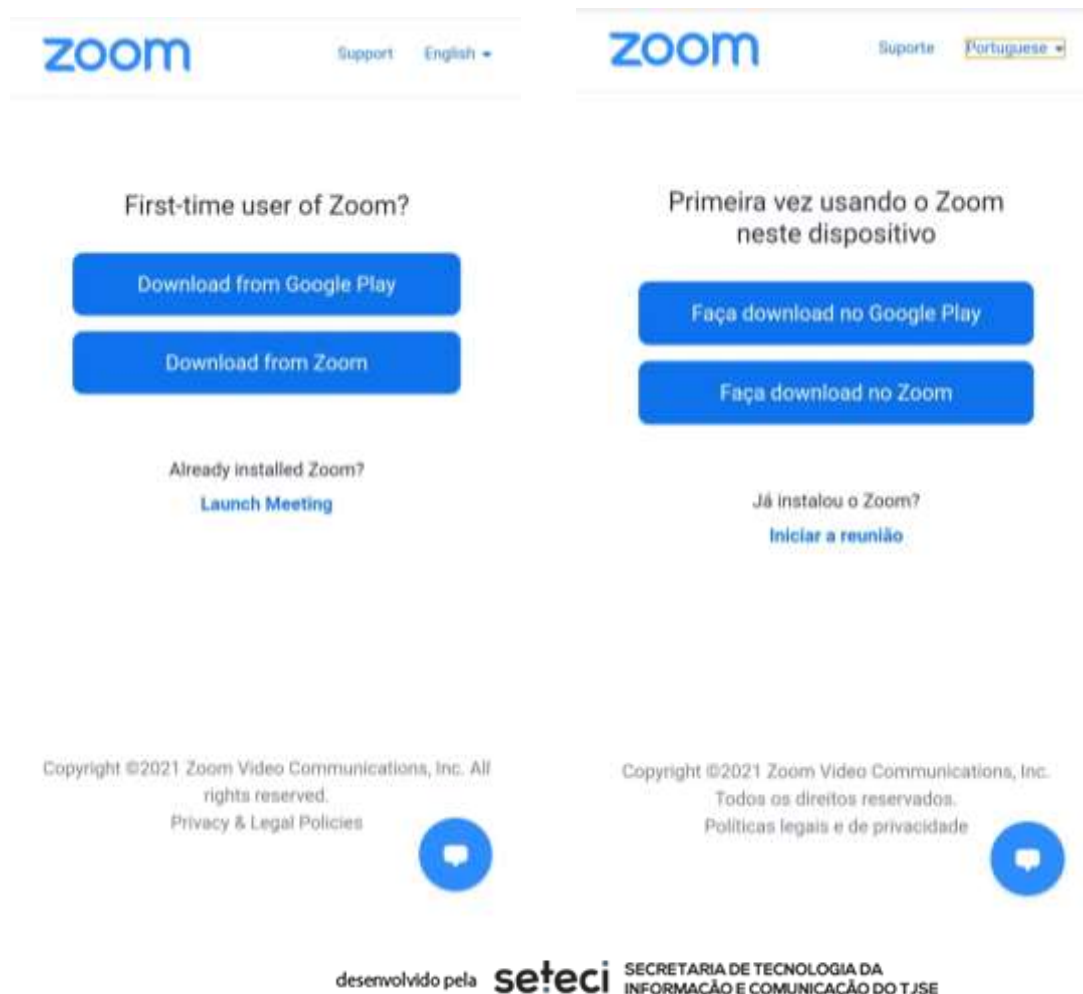 zoom
Support English
First-time user of Zoom?
Download from Google Play
Download from Zoom
Already installed Zoom?
Launch Meeting
Copyright ©2021 Zoom Video Communications, Inc. All
rights reserved.
Privacy & Legal Policies
zoom
Suporte Portuguese
Primeira vez usando o Zoom
neste dispositivo
Faça download no Google Play
Faça download no Zoom
Já instalou o Zoom?
Iniciar a reunião
Copyright ©2021 Zoom Video Communications, Inc.
Todos os direitos reservados.
Políticas legais e de privacidade
desenvolvido pela seteci SECRETARIA DE TECNOLOGIA DA
INFORMAÇÃO E COMUNICAÇÃO DO TJSE